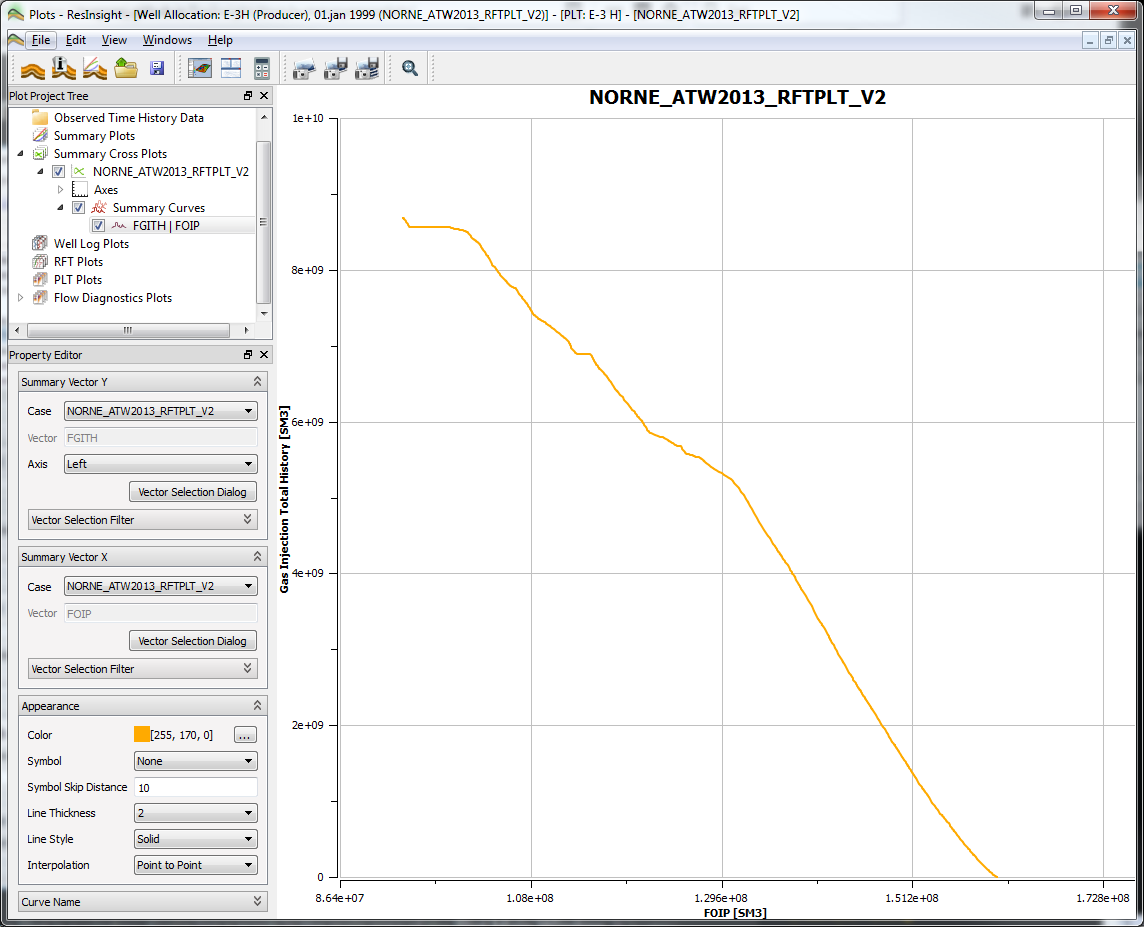 Plots - ResInsight - [Well Allocation: E-3H (Producer), 01.jan 1999 (NORNE_ATW2013_RFTPLT_V2)] - [PLT: E-3 H] - [NORNE_ATW2013_RFTPLT_V2]
File Edit View Windows Help
Plot Project Tree
Observed Time History Data
Summary Plots
Summary Cross Plots
NORNE_ATW2013_RFTPLT_V2
Axes
Summary Curves
FGITH | FOIP
Well Log Plots
RFT Plots
PLT Plots
Flow Diagnostics Plots
Property Editor
Summary Vector Y
Case NORNE_ATW2013_RFTPLT_V2
Vector FGITH
Axis Left
Vector Selection Dialog
Vector Selection Filter
Summary Vector X
Case NORNE_ATW2013_RFTPLT_V2
Vector FOIP
Vector Selection Dialog
Vector Selection Filter
Appearance
Color [255, 170, 0] ...
Symbol None
Symbol Skip Distance 10
Line Thickness 2
Line Style Solid
Interpolation Point to Point
Curve Name
NORNE_ATW2013_RFTPLT_V2
Gas Injection Total History [SM3]
1e+10
8e+09
6e+09
4e+09
2e+09
0
8.64e+07 1.08e+08 1.296e+08 1.512e+08 1.728e+08
FOIP [SM3]